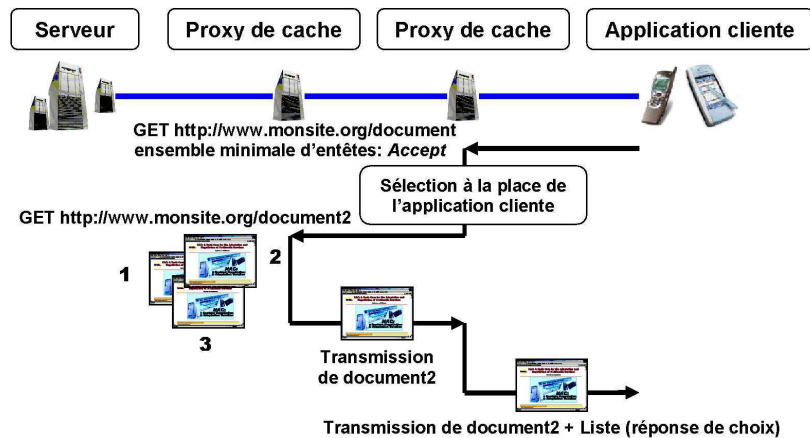 Serveur
Proxy de cache
Proxy de cache
Application cliente
GET http://www.monsite.org/document
ensemble minimale d'entêtes: Accept
Sélection à la place de
l'application cliente
GET http://www.monsite.org/document2
1
2
3
Transmission
de document2
Transmission de document2 + Liste (réponse de choix)